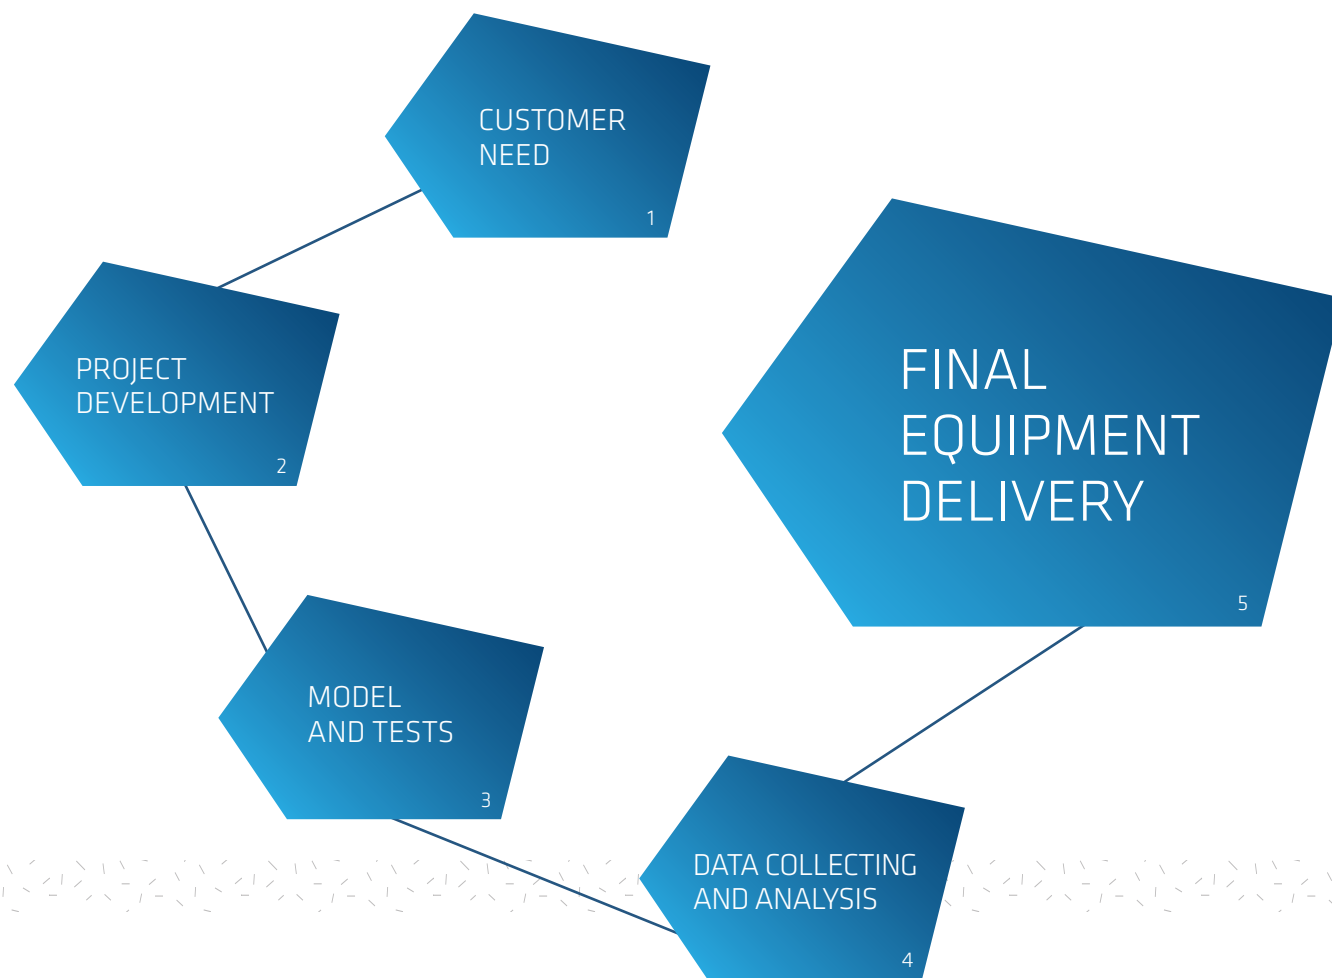 CUSTOMER
NEED
1
PROJECT
DEVELOPMENT
2
MODEL
AND TESTS
3
DATA COLLECTING
AND ANALYSIS
4
FINAL
EQUIPMENT
DELIVERY
5